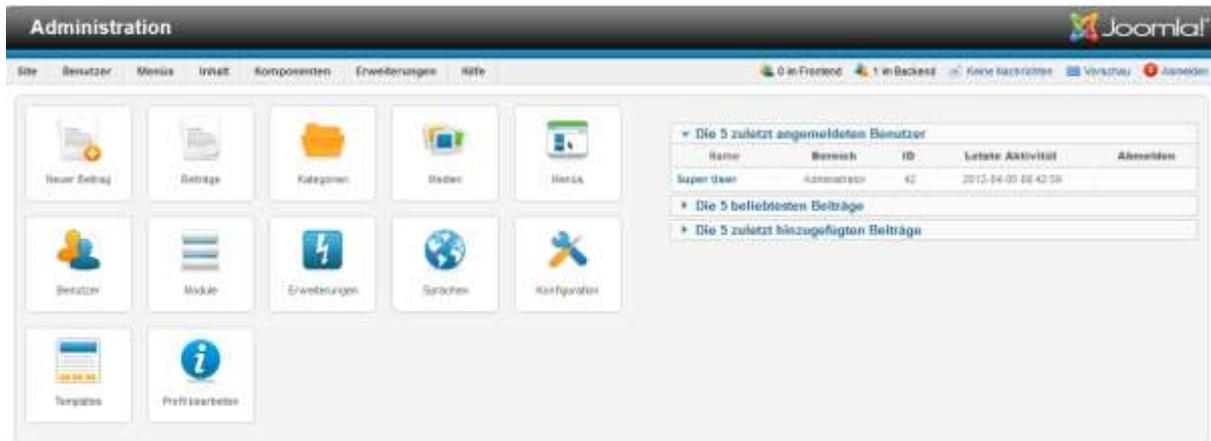 Administration
Joomla!
Site Benutzer Menüs Inhalt Komponenten Erweiterungen Hilfe
0 im Frontend 1 im Backend Keine Nachrichten Vorschau Abmelden
Neuer Beitrag Beiträge Kategorien Medien Menüs
Benutzer Module Erweiterungen Sprachen Konfiguration
Templates Profil bearbeiten
Die 5 zuletzt angemeldeten Benutzer
Name Bereich ID Letzte Aktivität Abmelden
Super User Administrator 42
Die 5 beliebtesten Beiträge
Die 5 zuletzt hinzugefügten Beiträge